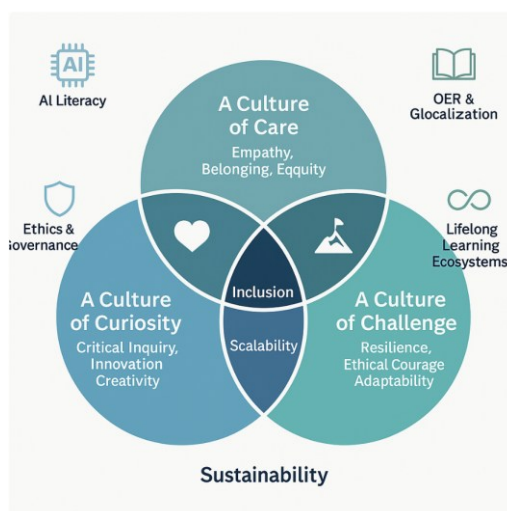 AI
AI Literacy
OER &
Glocalization
A Culture
of Care
Empathy,
Belonging, Eqquity
Ethics &
Governance
Lifelong
Learning
Ecosystems
Inclusion
A Culture
of Curiosity
Critical Inquiry,
Innovation
Creativity
Scalability
A Culture
of Challenge
Resilience,
Ethical Courage
Adaptability
Sustainability